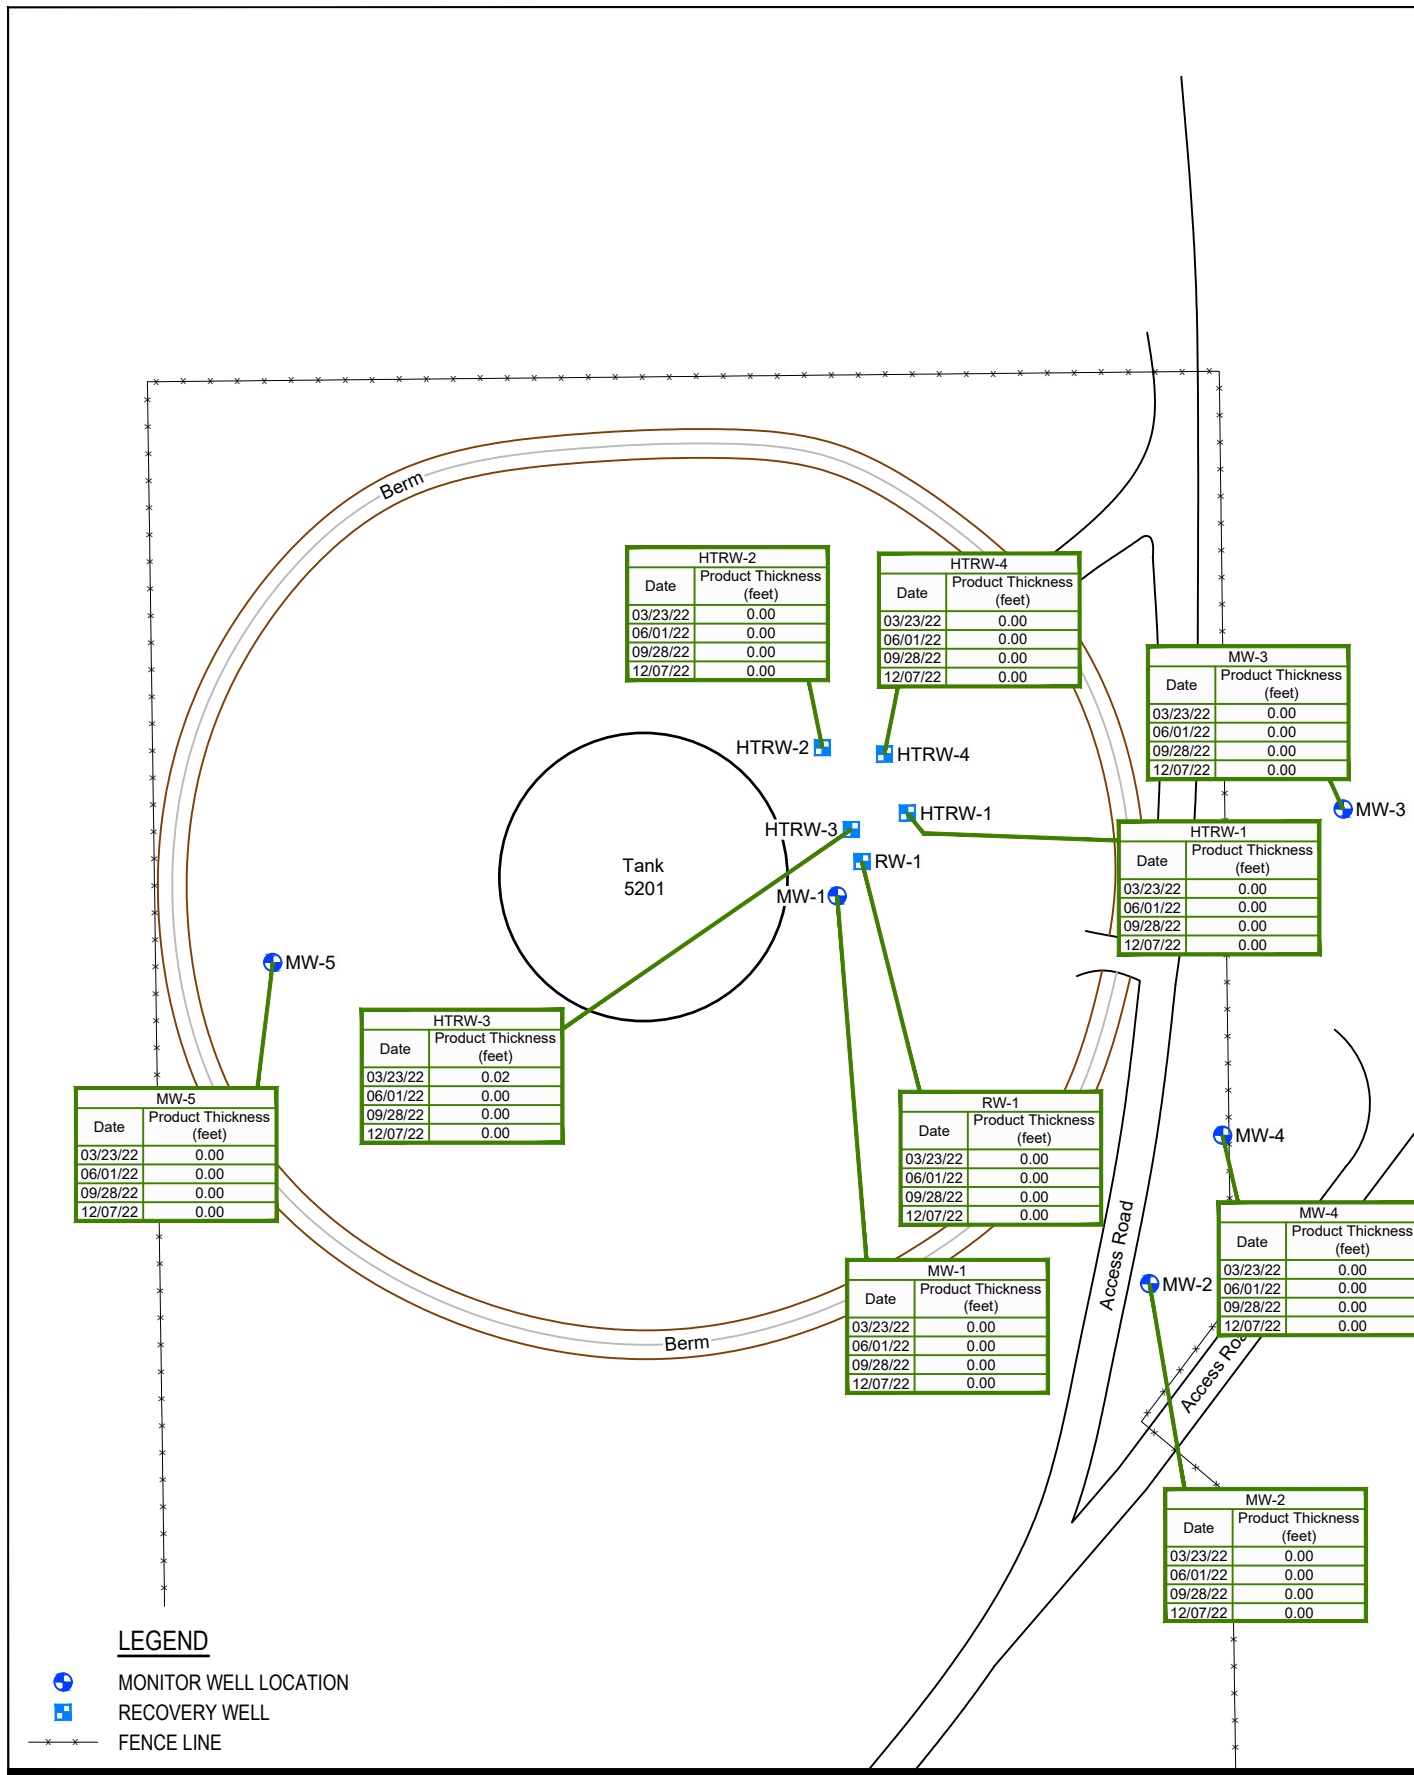 Berm
HTRW-2
Date Product Thickness
(feet)
03/23/22 0.00
06/01/22 0.00
09/28/22 0.00
12/07/22 0.00
HTRW-4
Date Product Thickness
(feet)
03/23/22 0.00
06/01/22 0.00
09/28/22 0.00
12/07/22 0.00
MW-3
Date Product Thickness
(feet)
03/23/22 0.00
06/01/22 0.00
09/28/22 0.00
12/07/22 0.00
HTRW-2
HTRW-4
MW-3
HTRW-1
HTRW-3
HTRW-1
Date Product Thickness
(feet)
03/23/22 0.00
06/01/22 0.00
09/28/22 0.00
12/07/22 0.00
Tank
5201
RW-1
MW-1
MW-5
HTRW-3
Date Product Thickness
(feet)
03/23/22 0.02
06/01/22 0.00
09/28/22 0.00
12/07/22 0.00
MW-5
Date Product Thickness
(feet)
03/23/22 0.00
06/01/22 0.00
09/28/22 0.00
12/07/22 0.00
RW-1
Date Product Thickness
(feet)
03/23/22 0.00
06/01/22 0.00
09/28/22 0.00
12/07/22 0.00
MW-4
MW-4
Date Product Thickness
(feet)
03/23/22 0.00
06/01/22 0.00
09/28/22 0.00
12/07/22 0.00
Access Road
MW-2
MW-1
Date Product Thickness
(feet)
03/23/22 0.00
06/01/22 0.00
09/28/22 0.00
12/07/22 0.00
Berm
Access Roa
MW-2
Date Product Thickness
(feet)
03/23/22 0.00
06/01/22 0.00
09/28/22 0.00
12/07/22 0.00
LEGEND
MONITOR WELL LOCATION
RECOVERY WELL
FENCE LINE